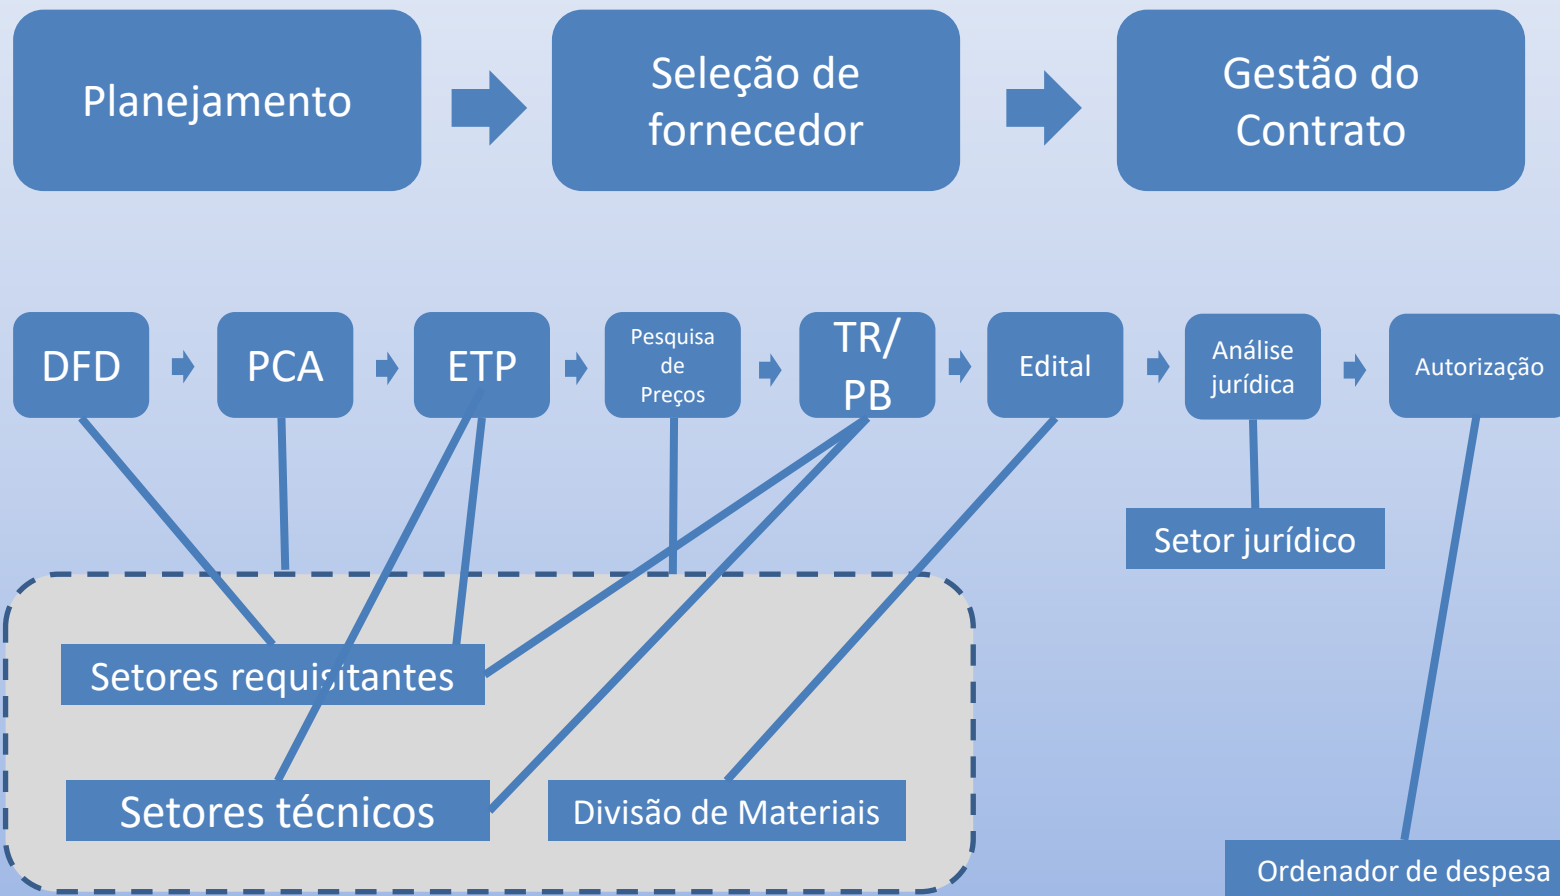 Planejamento
Seleção de
fornecedor
Gestão do
Contrato
DFD
PCA
ETP
Pesquisa
de
Preços
TR/
PB
Edital
Análise
jurídica
Autorização
Setor jurídico
Setores requisitantes
Setores técnicos
Divisão de Materiais
Ordenador de despesa